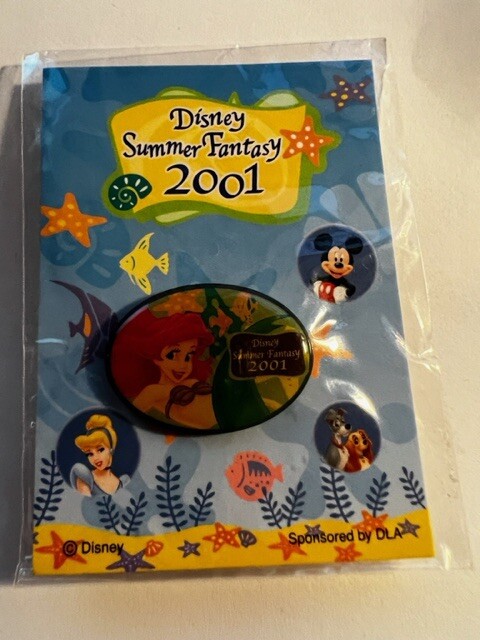 Disney
Summer Fantasy
2001
Disney
Summer Fantasy
2001
© Disney
Sponsored by DLA